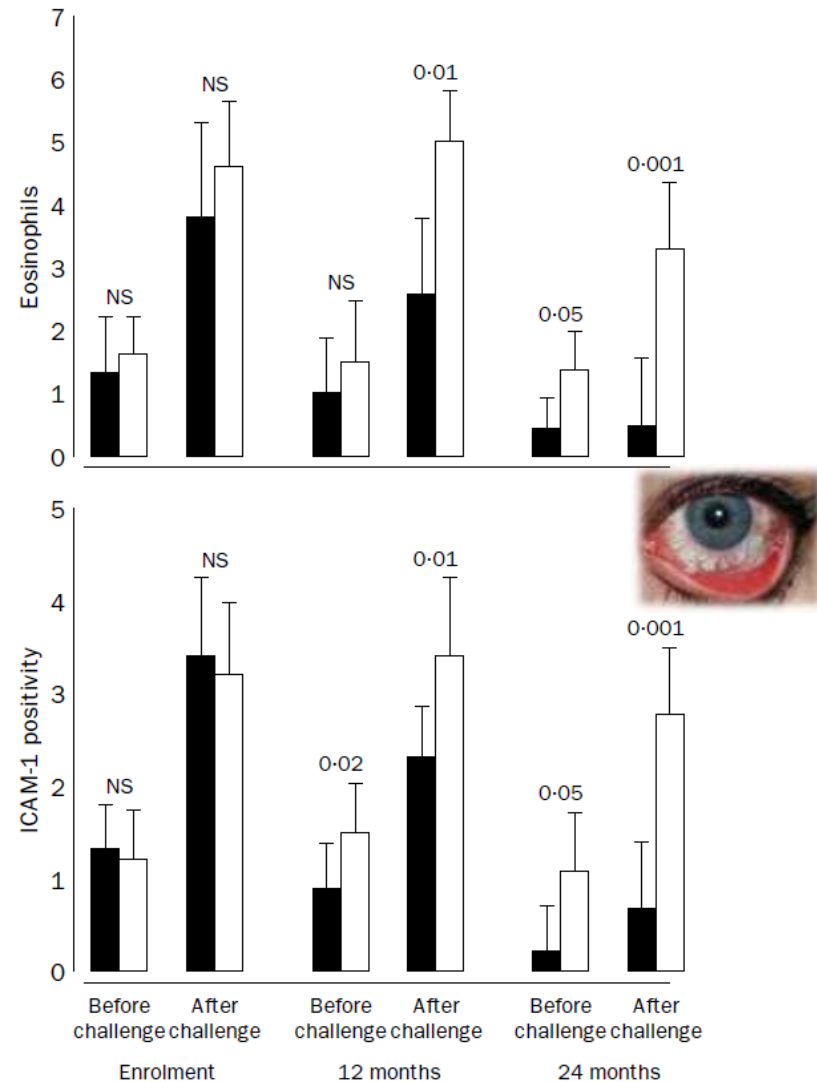 7
6
5
4
3
2
1
0
Eosinophils
NS
NS
NS
0·01
0·05
0·001
5
4
3
2
1
0
ICAM-1 positivity
NS
NS
0·02
0·01
0·05
0·001
Before After Before After Before After
challenge challenge challenge challenge challenge challenge
Enrolment 12 months 24 months